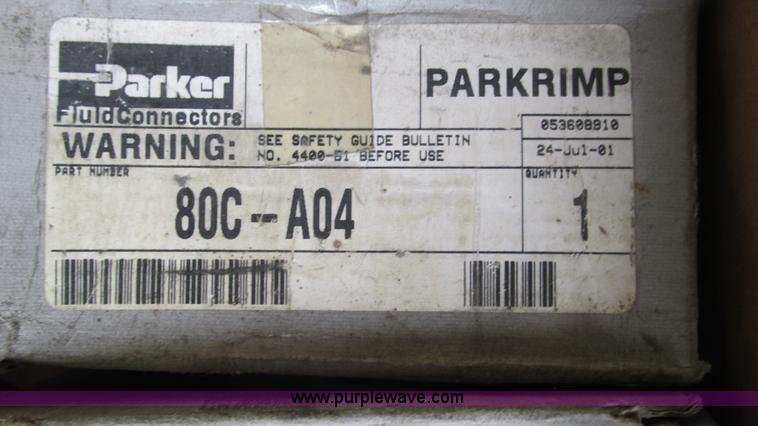 Parker
FluidConnectors
PARKRIMP
WARNING: SEE SAFETY GUIDE BULLETIN
NO. 4400-B1 BEFORE USE
053608910
24-Jul-01
PART NUMBER
80C-A04
QUANTITY
1
www.purplewave.com